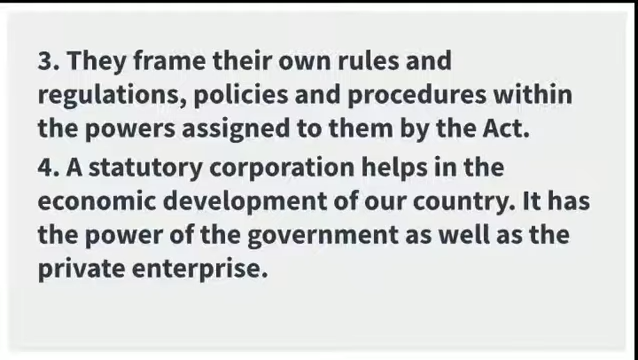 3. They frame their own rules and
regulations, policies and procedures within
the powers assigned to them by the Act.
4. A statutory corporation helps in the
economic development of our country. It has
the power of the government as well as the
private enterprise.